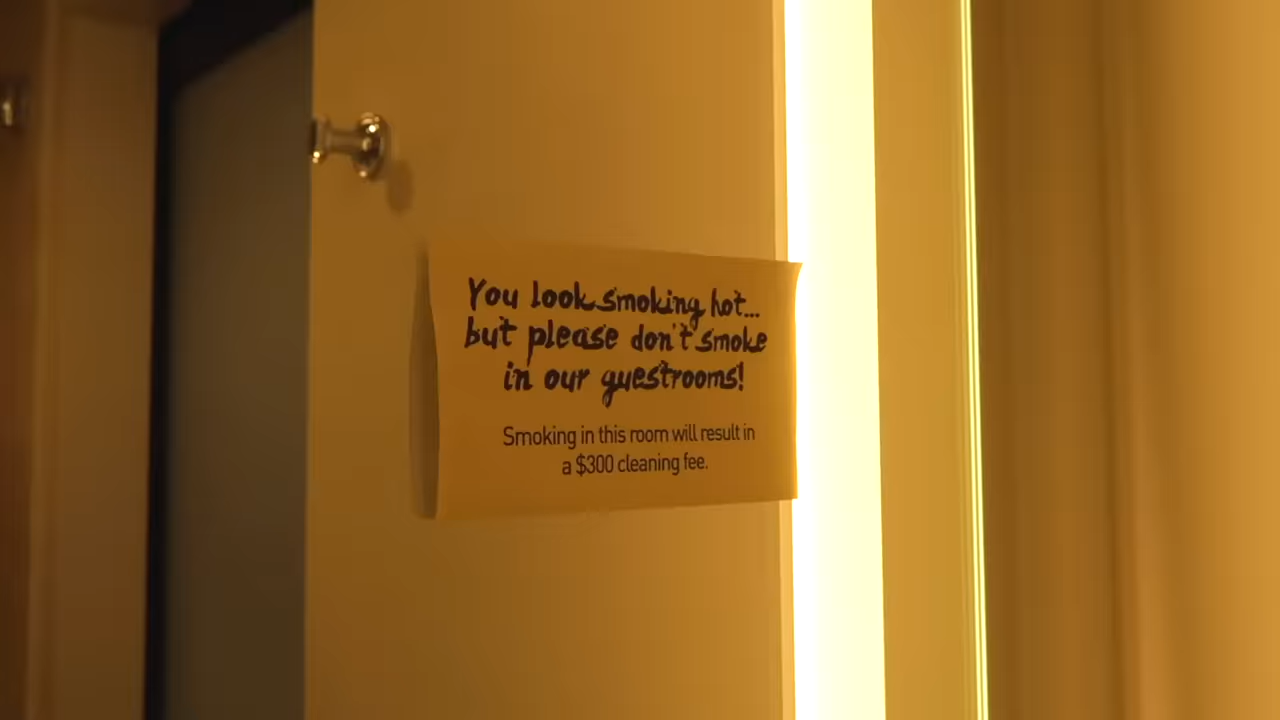 You look smoking hot...
but please don't smoke
in our guestrooms!
Smoking in this room will result in
a $300 cleaning fee.